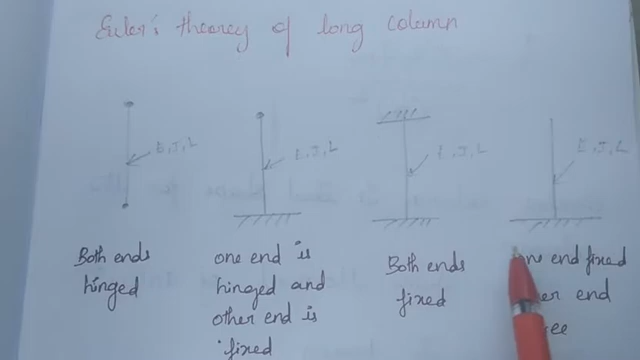 Euler's theory of long column
E, I, L
E, I, L
E, I, L
E, I, L
Both ends
hinged
one end is
hinged and
other end is
fixed
Both ends
fixed
end fixed
end